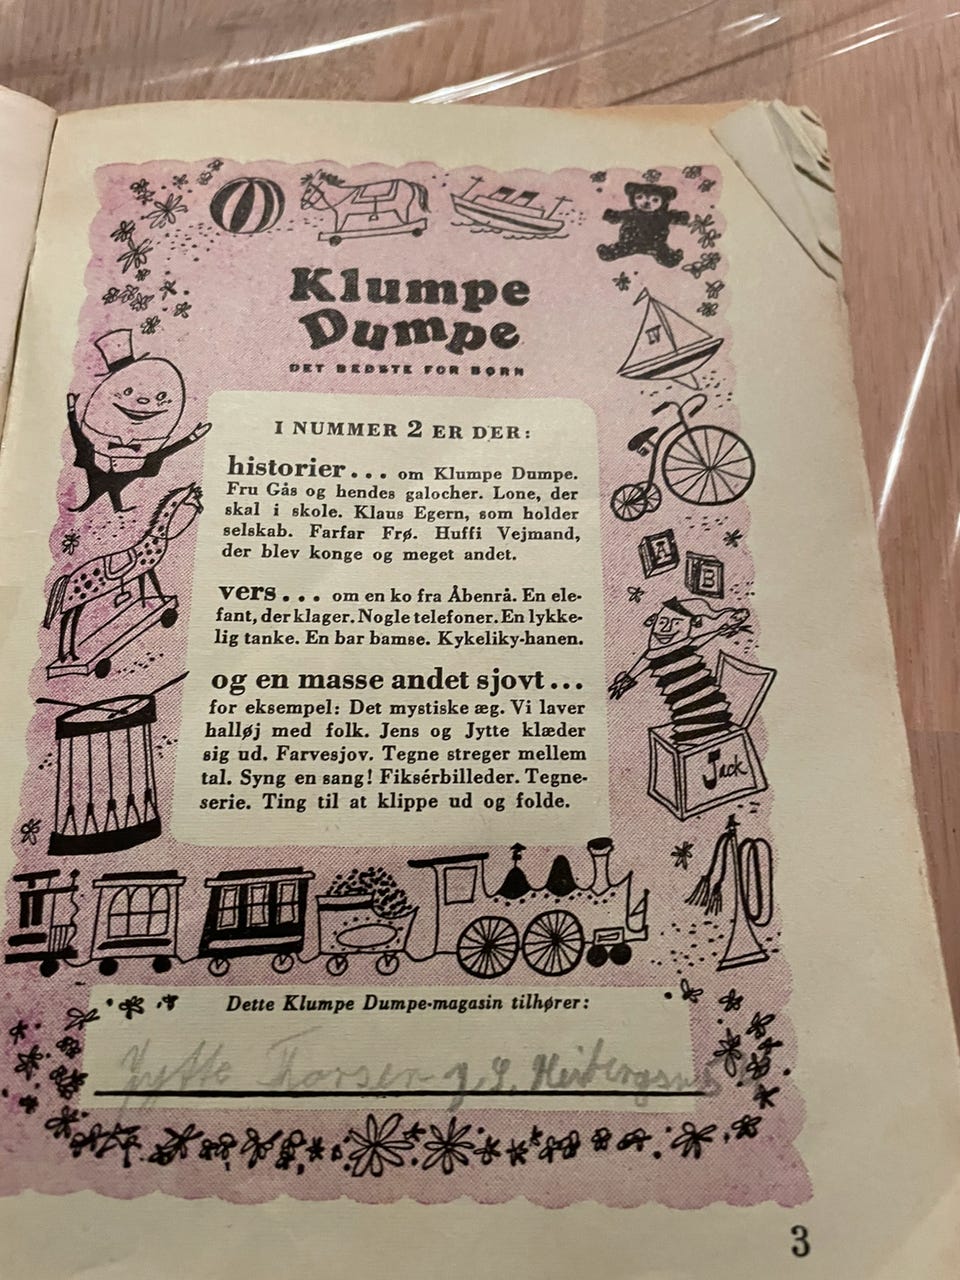 Klumpe
Dumpe
DET BEDSTE FOR BØRN
I NUMMER 2 ER DER:
historier... om Klumpe Dumpe.
Fru Gås og hendes galocher. Lone, der
skal i skole. Klaus Egern, som holder
selskab. Farfar Frø. Huffi Vejmand,
der blev konge og meget andet.
vers... om en ko fra Åbenrå. En ele-
fant, der klager. Nogle telefoner. En lykke-
lig tanke. En bar bamse. Kykeliky-hanen.
og en masse andet sjovt...
for eksempel: Det mystiske æg. Vi laver
halløj med folk. Jens og Jytte klæder
sig ud. Farvesjov. Tegne streger mellem
tal. Syng en sang! Fiksérbilleder. Tegne-
serie. Ting til at klippe ud og folde.
A
B
Jack
Dette Klumpe Dumpe-magasin tilhører:
Jytte
3